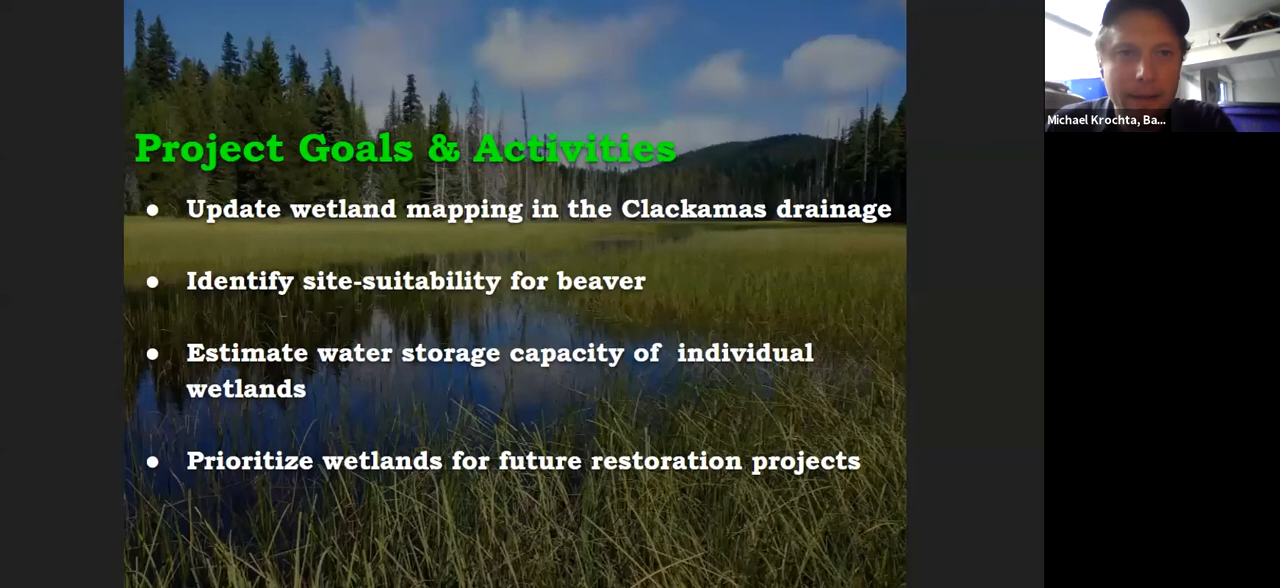 Project Goals & Activities
● Update wetland mapping in the Clackamas drainage
● Identify site-suitability for beaver
● Estimate water storage capacity of individual
wetlands
● Prioritize wetlands for future restoration projects
Michael Krochta, Ba...